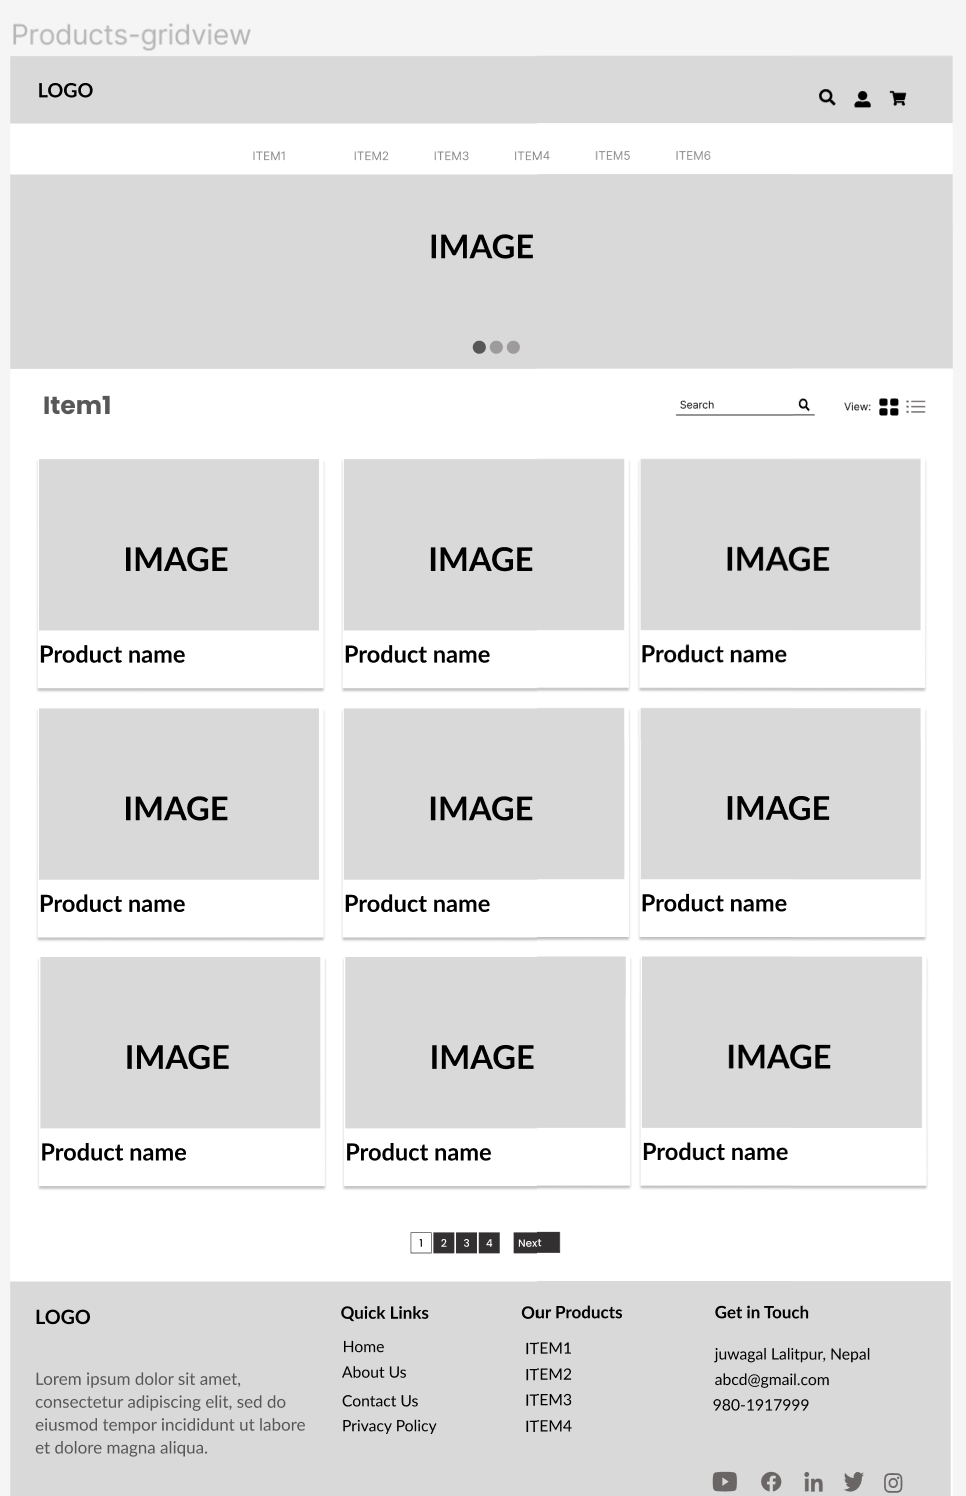 Products-gridview
LOGO
ITEM1 ITEM2 ITEM3 ITEM4 ITEM5 ITEM6
IMAGE
Item1 Search View:
IMAGE IMAGE IMAGE
Product name Product name Product name
IMAGE IMAGE IMAGE
Product name Product name Product name
IMAGE IMAGE IMAGE
Product name Product name Product name
1 2 3 4 Next
LOGO
Lorem ipsum dolor sit amet,
consectetur adipiscing elit, sed do
eiusmod tempor incididunt ut labore
et dolore magna aliqua.
Quick Links
Home
About Us
Contact Us
Privacy Policy
Our Products
ITEM1
ITEM2
ITEM3
ITEM4
Get in Touch
juwagal Lalitpur, Nepal
abcd@gmail.com
980-1917999